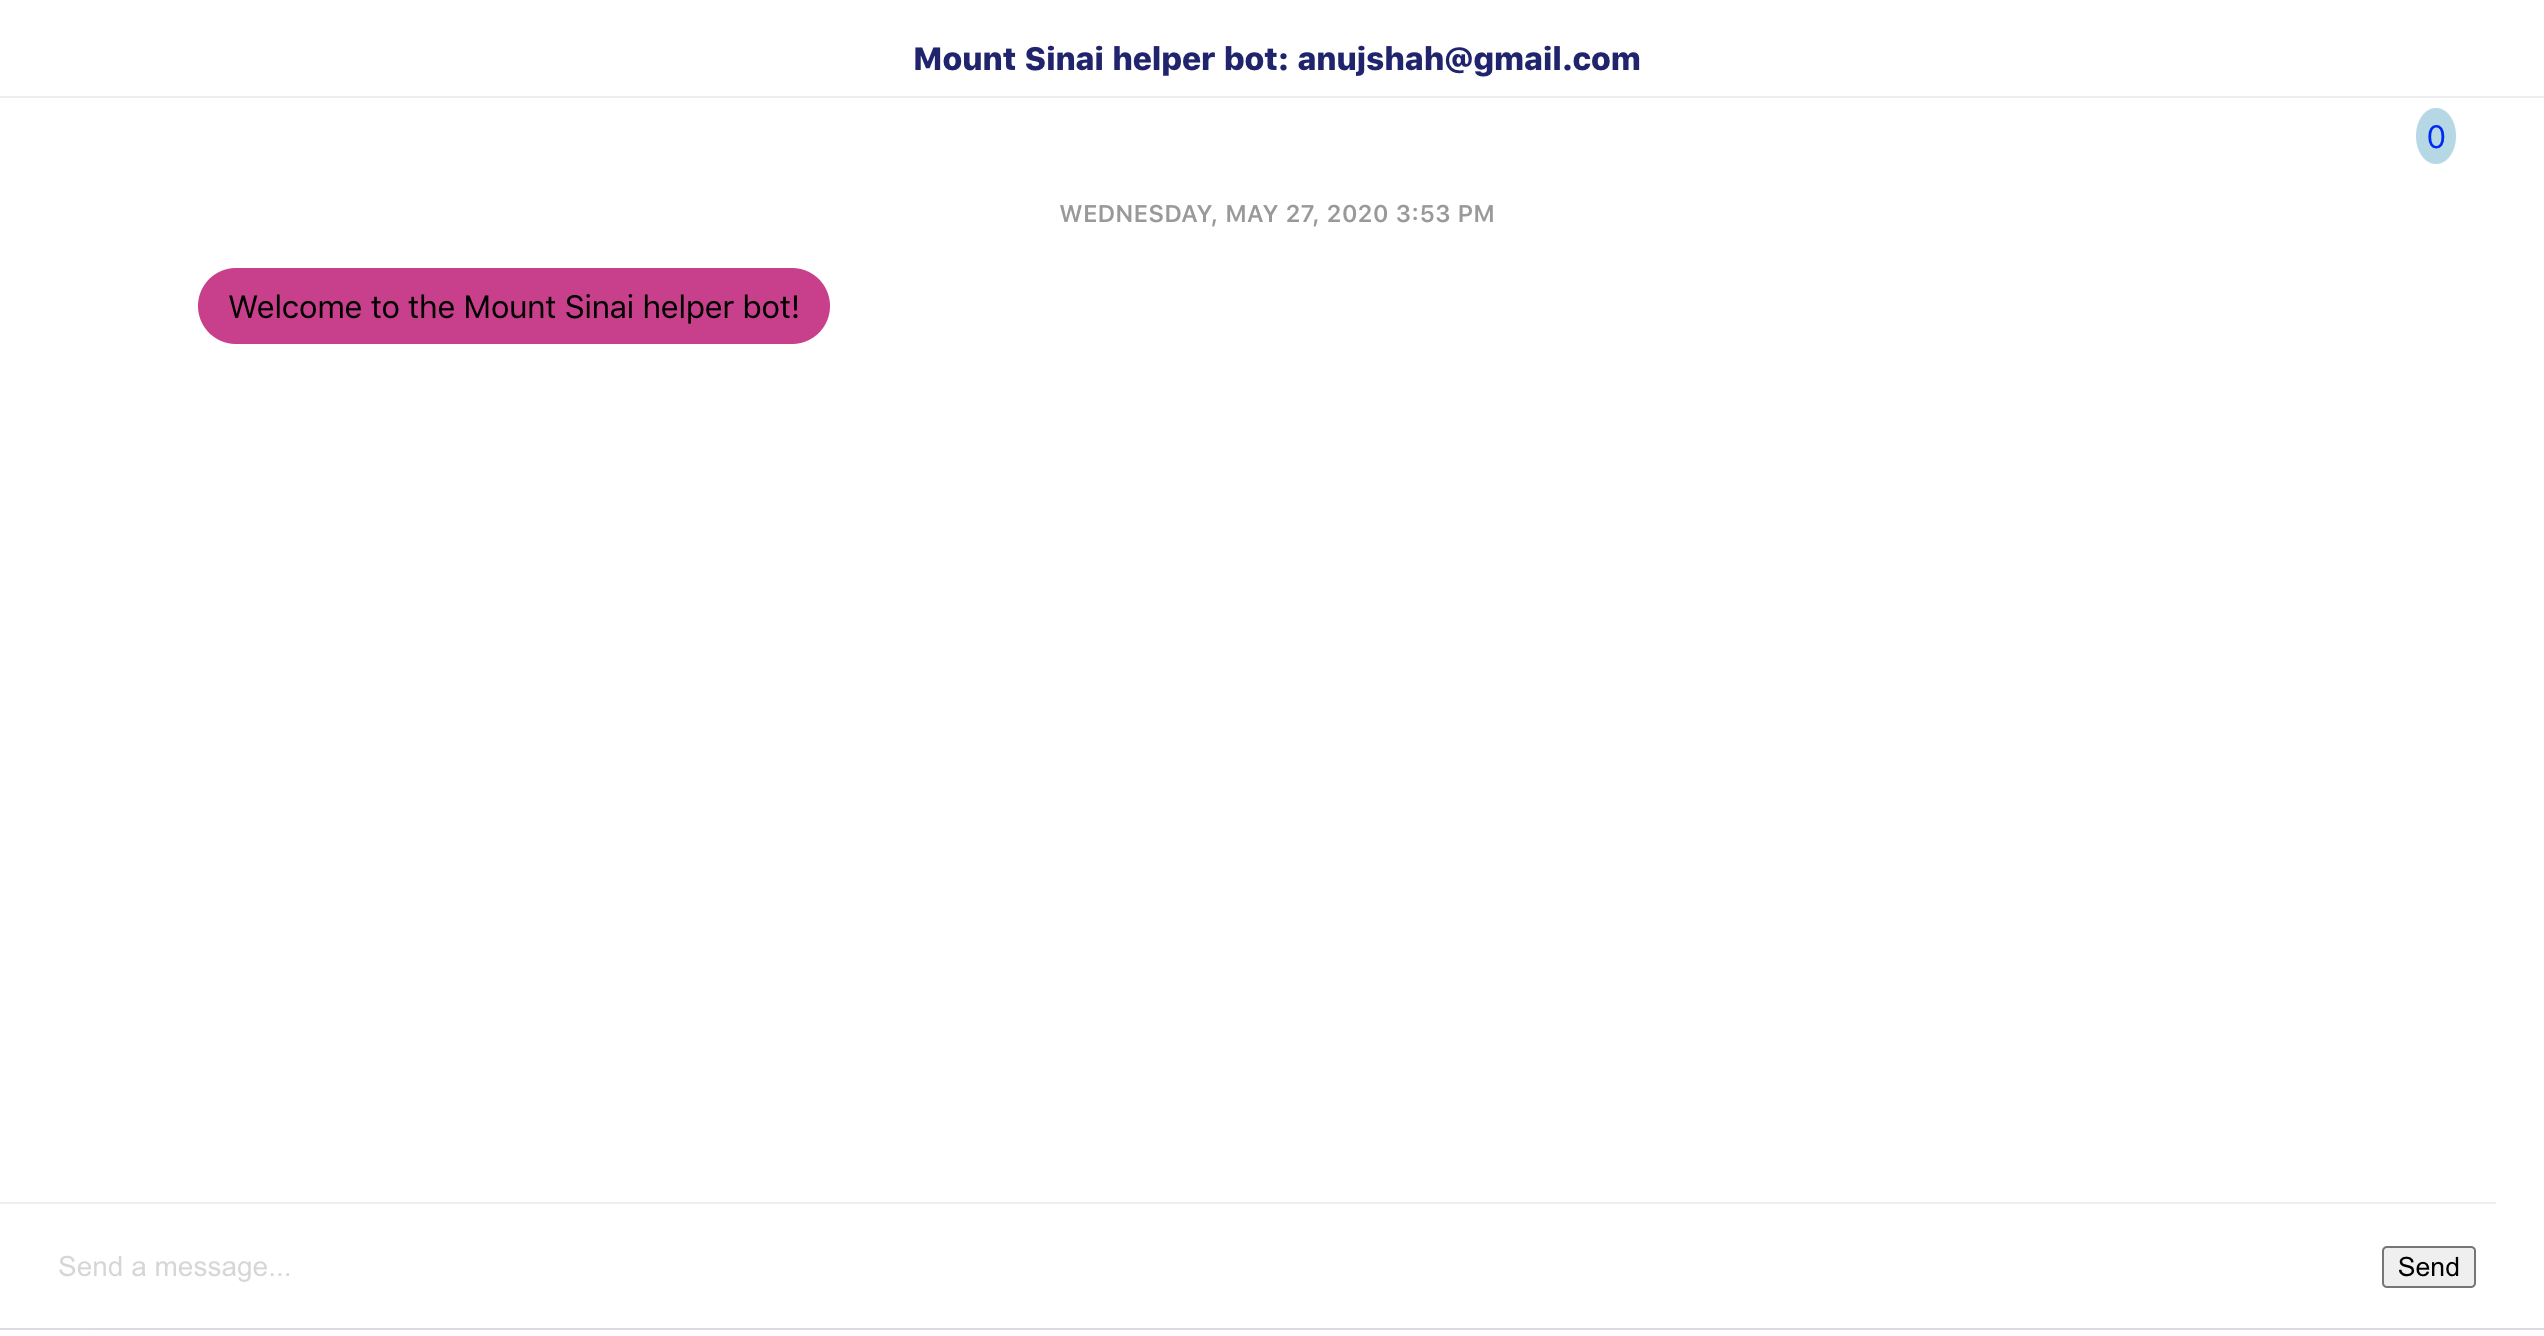 Mount Sinai helper bot: anujshah@gmail.com
0
WEDNESDAY, MAY 27, 2020 3:53 PM
Welcome to the Mount Sinai helper bot!
Send a message...
Send